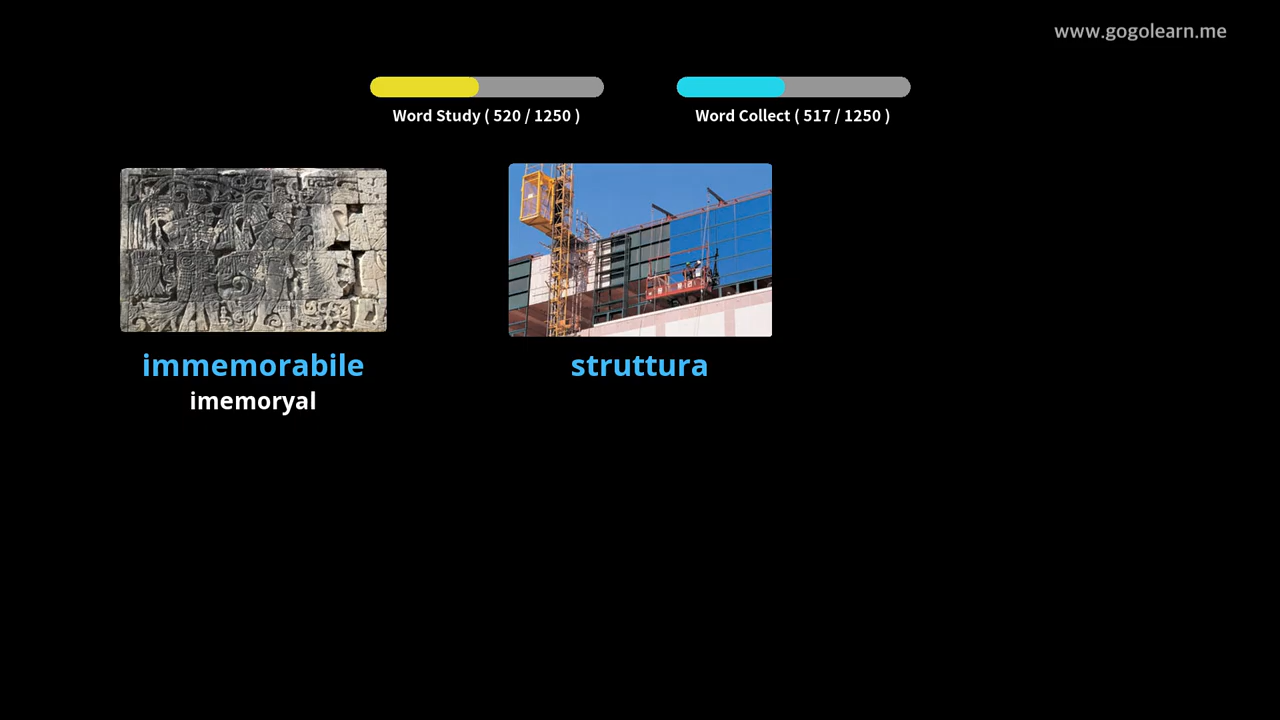 www.gogolearn.me
Word Study ( 520 / 1250 )
Word Collect ( 517 / 1250 )
immemorabile
imemoryal
struttura